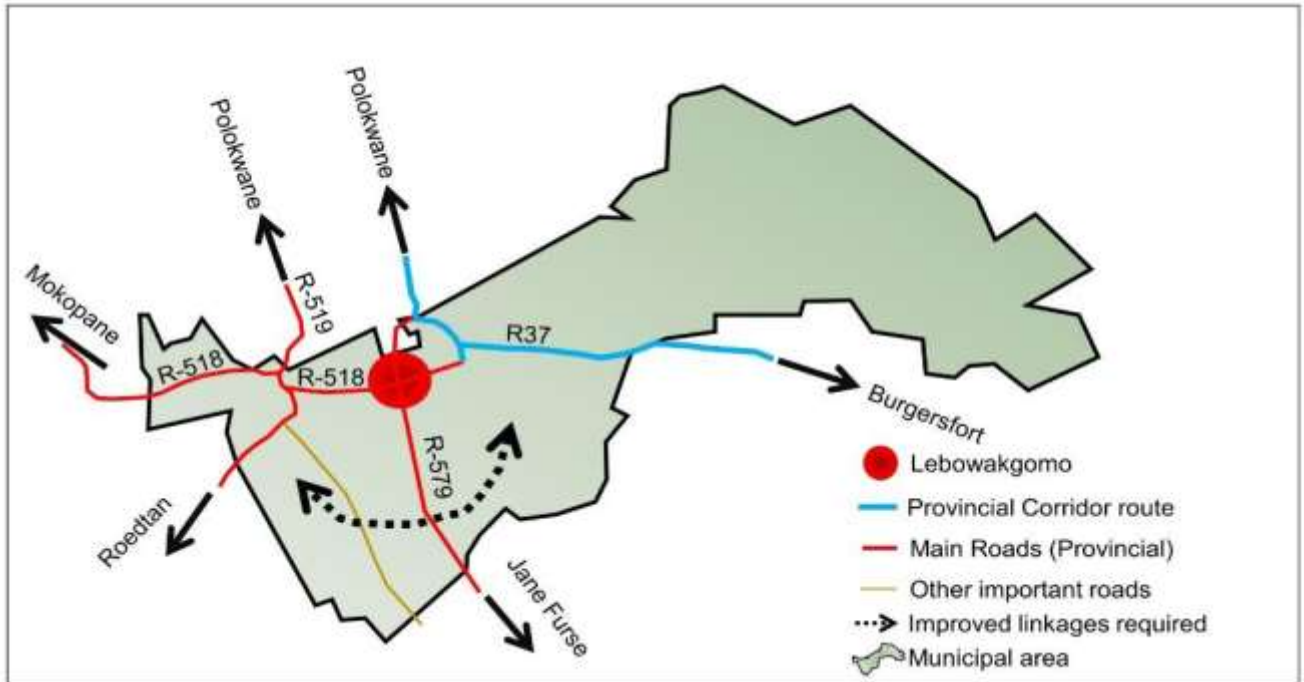 Polokwane
Polokwane
Mokopane
R-519
R-518
R-518
R37
Burgersfort
R-579
Roedtan
Jane Furse
Lebowakgomo
Provincial Corridor route
Main Roads (Provincial)
Other important roads
Improved linkages required
Municipal area